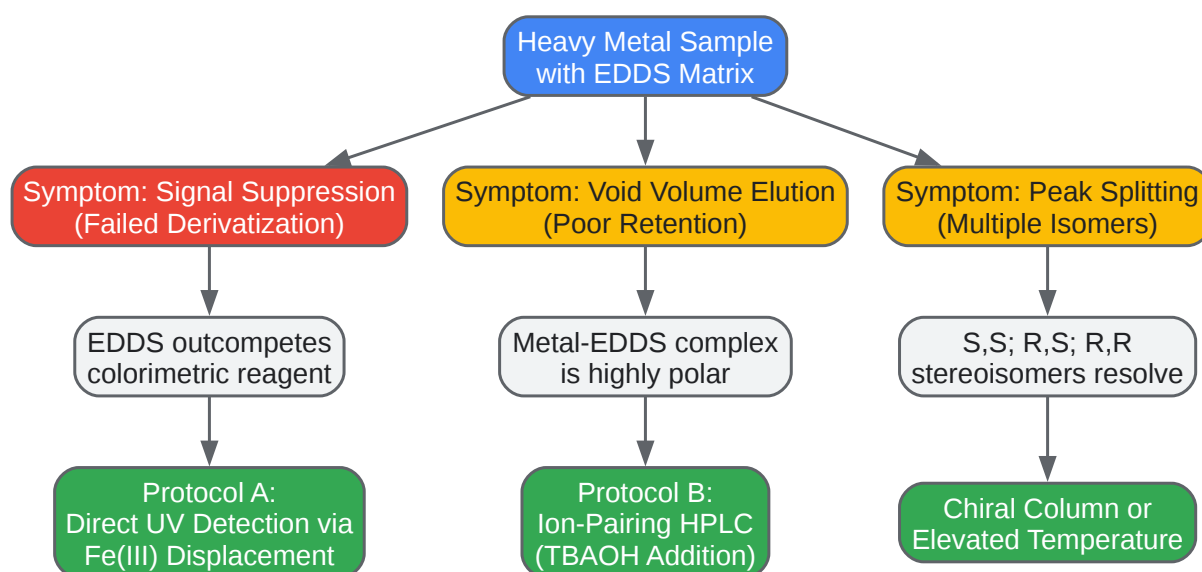 Heavy Metal Sample
with EDDS Matrix
Symptom: Signal Suppression
(Failed Derivatization)
Symptom: Void Volume Elution
(Poor Retention)
Symptom: Peak Splitting
(Multiple Isomers)
EDDS outcompetes
colorimetric reagent
Metal-EDDS complex
is highly polar
S,S; R,S; R,R
stereoisomers resolve
Protocol A:
Direct UV Detection via
Fe(III) Displacement
Protocol B:
Ion-Pairing HPLC
(TBAOH Addition)
Chiral Column or
Elevated Temperature